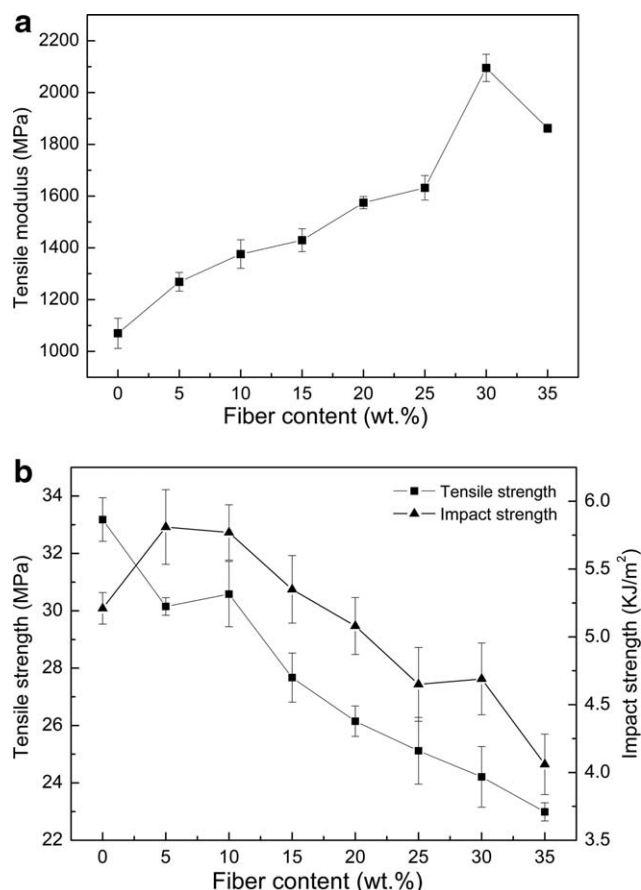 a
2200
2000
1800
1600
1400
1200
1000
Tensile modulus (MPa)
0 5 10 15 20 25 30 35
Fiber content (wt.%)
b
34
32
30
28
26
24
22
Tensile strength (MPa)
Tensile strength
Impact strength
6.0
5.5
5.0
4.5
4.0
3.5
Impact strength (KJ/m²)
0 5 10 15 20 25 30 35
Fiber content (wt.%)